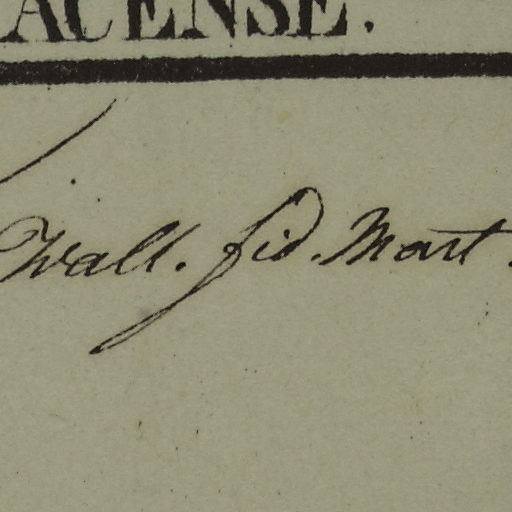 ACENSE.
Wall. fid. Mart.